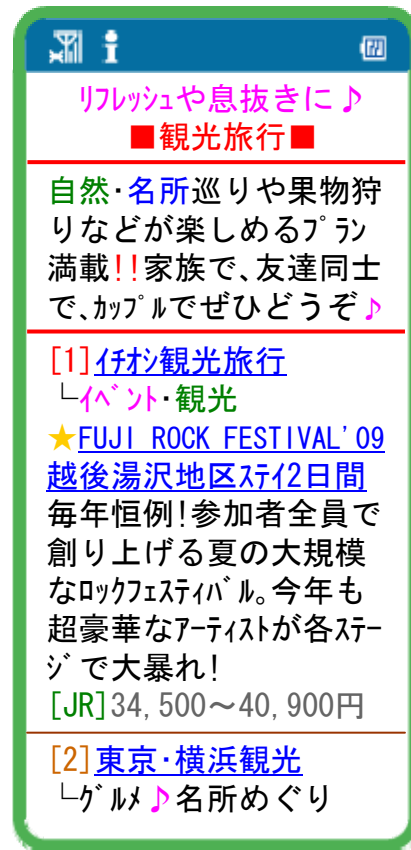 ﾘﾌﾚｯｼｭや息抜きに♪
■観光旅行■
自然･名所巡りや果物狩
りなどが楽しめるﾌﾟﾗﾝ
満載!!家族で､友達同士
で､ｶｯﾌﾟﾙでぜひどうぞ♪
[1]ｲﾁｵｼ観光旅行
└ｲﾍﾞﾝﾄ･観光
★FUJI ROCK FESTIVAL'09
越後湯沢地区ｽﾃｲ2日間
毎年恒例!参加者全員で
創り上げる夏の大規模
なﾛｯｸﾌｪｽﾃｨﾊﾞﾙ｡今年も
超豪華なｱｰﾃｨｽﾄが各ｽﾃｰ
ｼﾞで大暴れ!
[JR]34,500～40,900円
[2]東京･横浜観光
└ｸﾞﾙﾒ♪名所めぐり